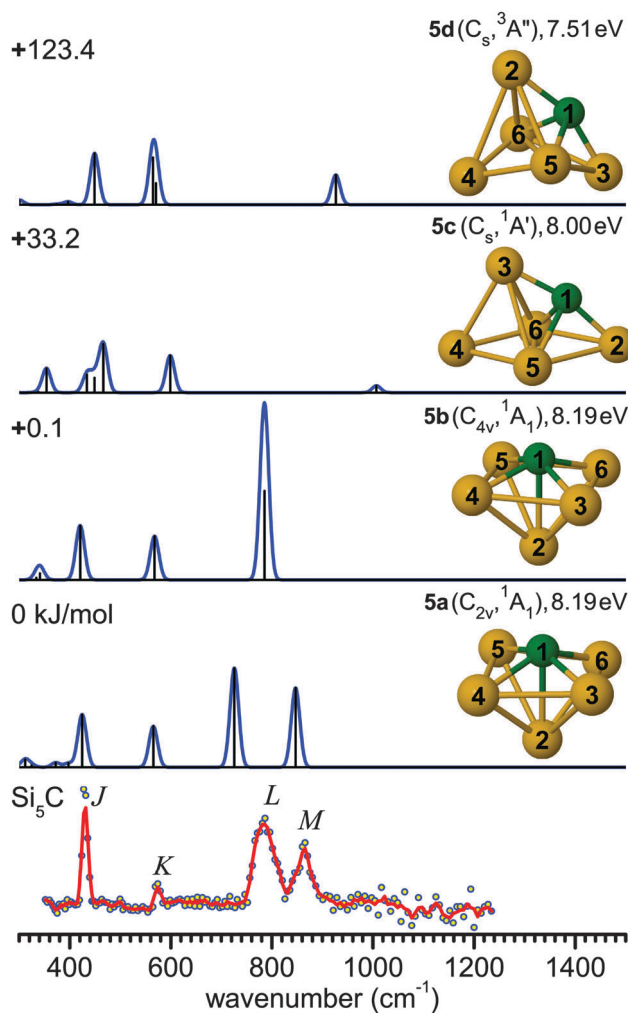 5d (Cs, ³A"), 7.51 eV
+123.4
2
1
6
5
4
3
+33.2
5c (Cs, ¹A'), 8.00 eV
3
1
6
4
5
2
+0.1
5b (C4v, ¹A1), 8.19 eV
5
1
6
4
3
2
0 kJ/mol
5a (C2v, ¹A1), 8.19 eV
5
1
6
4
3
2
Si5C
J
K
L
M
400 600 800 1000 1200 1400
wavenumber (cm⁻¹)